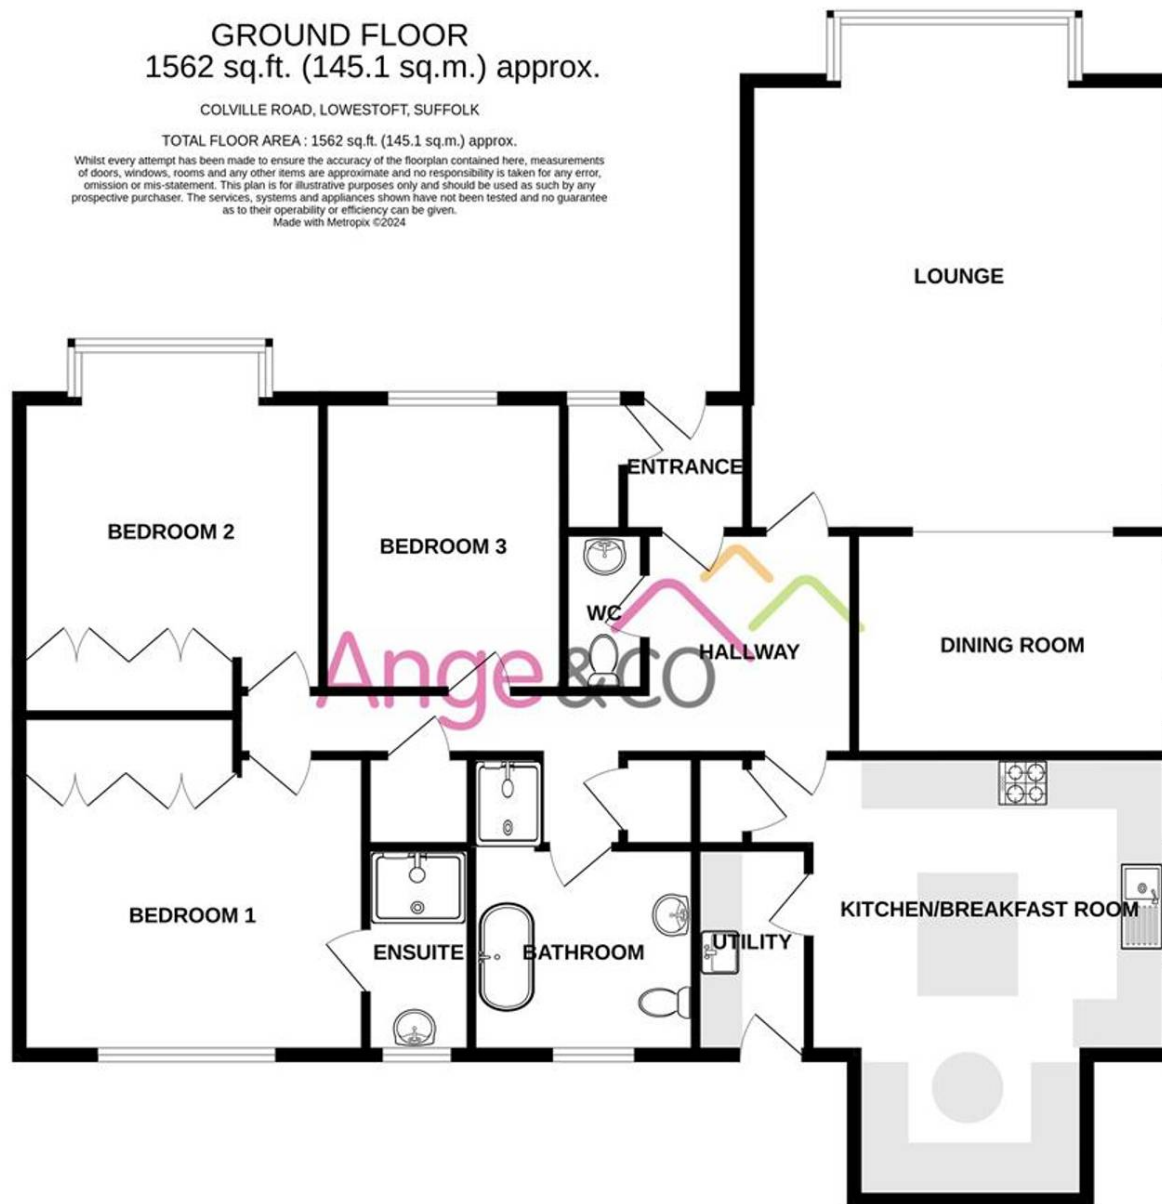 GROUND FLOOR
1562 sq.ft. (145.1 sq.m.) approx.
COLVILLE ROAD, LOWESTOFT, SUFFOLK
TOTAL FLOOR AREA : 1562 sq.ft. (145.1 sq.m.) approx.
Whilst every attempt has been made to ensure the accuracy of the floorplan contained here, measurements
of doors, windows, rooms and any other items are approximate and no responsibility is taken for any error,
omission or mis-statement. This plan is for illustrative purposes only and should be used as such by any
prospective purchaser. The services, systems and appliances shown have not been tested and no guarantee
as to their operability or efficiency can be given.
Made with Metropix ©2024
LOUNGE
ENTRANCE
BEDROOM 2
BEDROOM 3
WC
HALLWAY
DINING ROOM
Ange&co
BEDROOM 1
ENSUITE
BATHROOM
UTILITY
KITCHEN/BREAKFAST ROOM